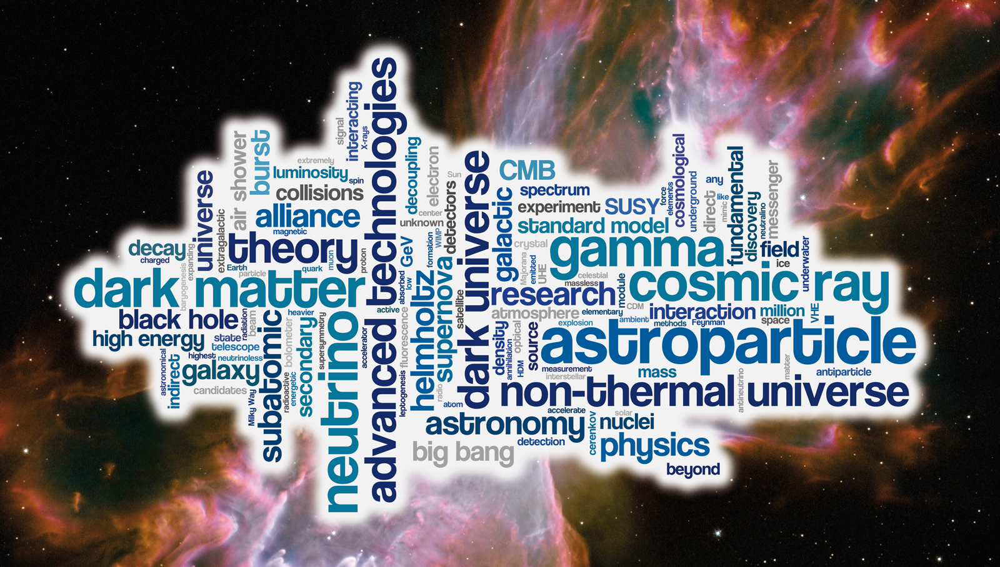 advanced technologies
interacting
signal
X-rays
air shower
burst
extremely
luminosity
spin
collisions
universe
extragalactic
alliance
magnetic
theory
decoupling
electron
Sun
center
unknown
detectors
WIMP
GeV
formation
dark universe
CMB
spectrum
galactic
experiment
SUSY
force
elements
cosmological
underground
any
like
direct
mimic
fundamental
discovery
neutralino
messenger
standard model
crystal
gamma
field
ice
underwater
decay
charged
baryogenesis
expanding
Earth
particle
quark
muon
proton
dark matter
absorbed
low
active
helmholtz
supernova
satellite
Majorana
emitted
UHE
celestial
massless
module
cosmic ray
research
CDM
interaction
million
space
VHE
atmosphere
elementary
ambient
methods
Feynman
explosion
black hole
radiation
beam
heavier
high energy
state
telescope
highest
neutrinoless
astronomical
indirect
galaxy
candidates
Milky Way
subatomic
bolometer
radioactive
energetic
secondary
supersymmetry
neutrino
accelerator
fluorescence
leptogenesis
radio
atom
density
annihilation
optical
HDM
source
astroparticle
measurement
interstellar
mass
antineutrino
matter
antiparticle
non-thermal universe
accelerate
astronomy
detection
cerenkov
solar
nuclei
big bang
physics
beyond